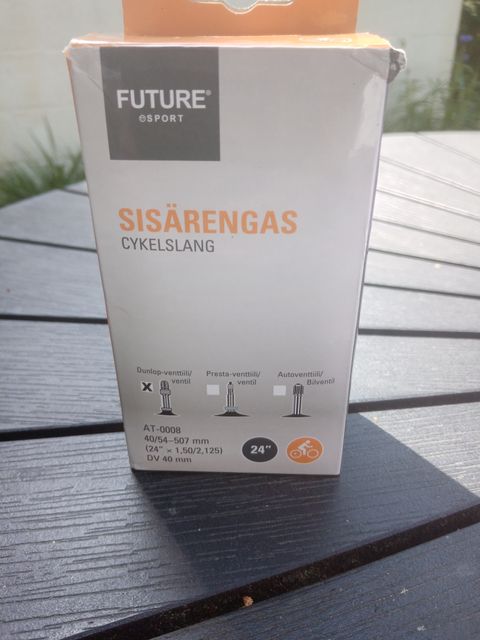 FUTURE®
eSPORT
SISÄRENGAS
CYKELSLANG
Dunlop-venttiili/
ventil
Presta-venttiili/
ventil
Autoventtiili/
Bilventil
X
AT-0008
40/54–507 mm
(24" × 1,50/2,125)
DV 40 mm
24"